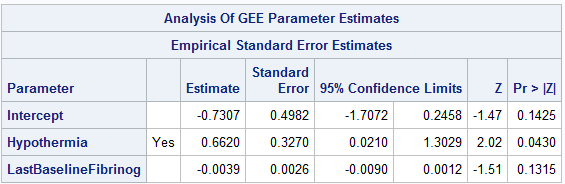 Analysis Of GEE Parameter Estimates
Empirical Standard Error Estimates
Parameter Estimate Standard Error 95% Confidence Limits Z Pr > |Z|
Intercept -0.7307 0.4982 -1.7072 0.2458 -1.47 0.1425
Hypothermia Yes 0.6620 0.3270 0.0210 1.3029 2.02 0.0430
LastBaselineFibrinog -0.0039 0.0026 -0.0090 0.0012 -1.51 0.1315